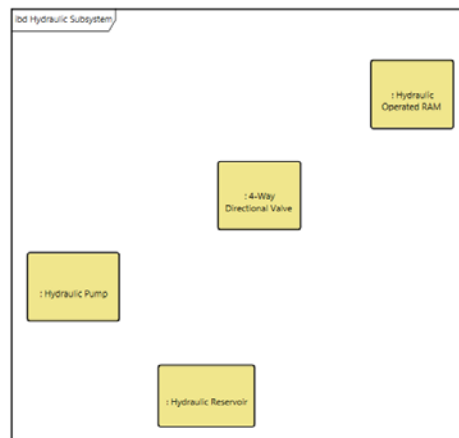 ibd Hydraulic Subsystem
: Hydraulic
Operated RAM
: 4-Way
Directional Valve
: Hydraulic Pump
: Hydraulic Reservoir